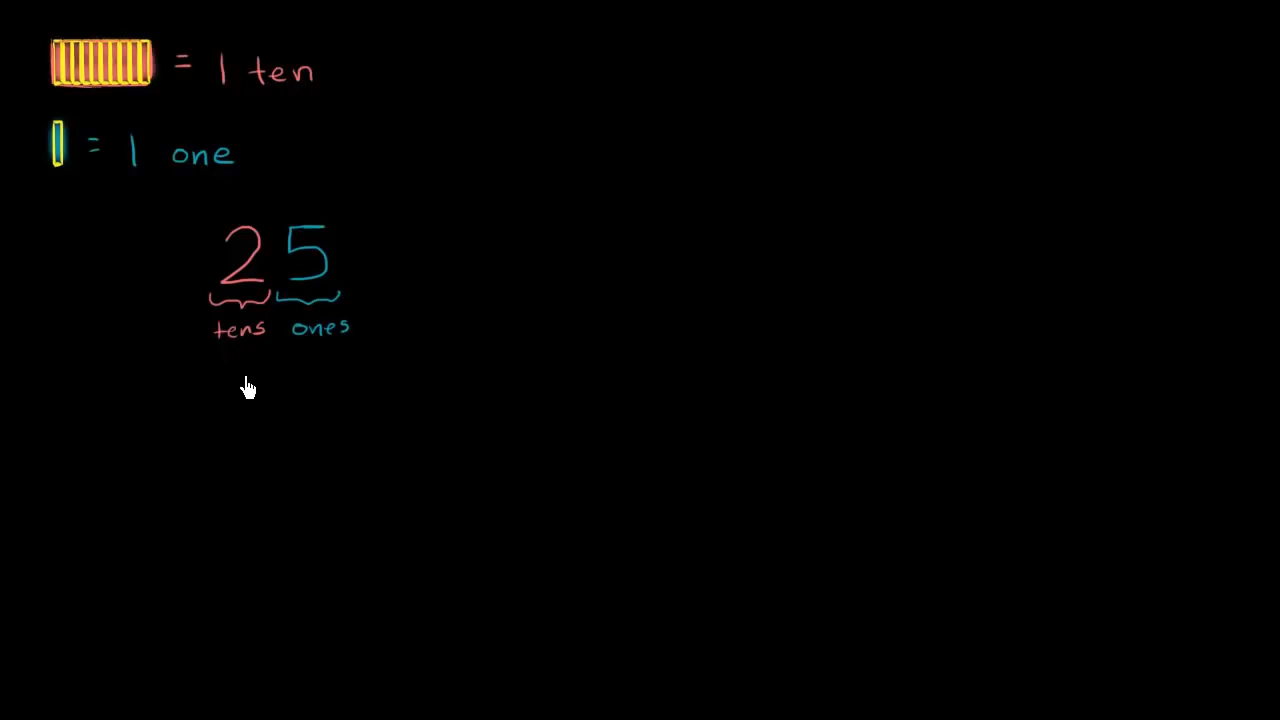 = 1 ten
= 1 one
25
tens ones